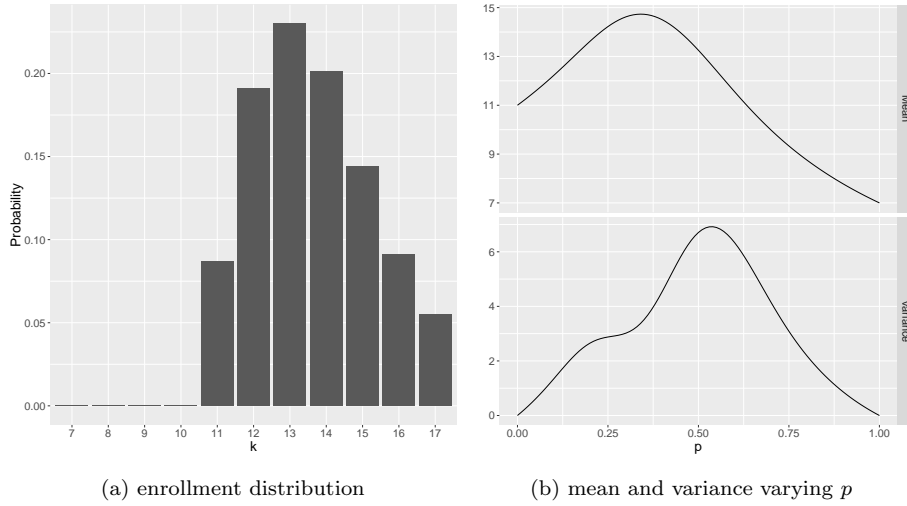 0.20
0.15
0.10
0.05
0.00
Probability
7 8 9 10 11 12 13 14 15 16 17
k
(a) enrollment distribution
15
13
11
9
7
Mean
6
4
2
0
Variance
0.00 0.25 0.50 0.75 1.00
p
(b) mean and variance varying p